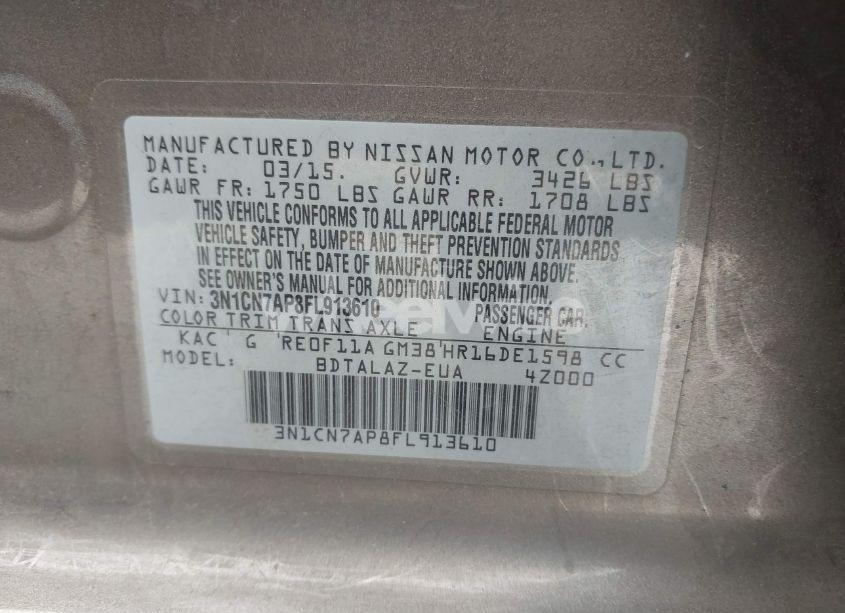 MANUFACTURED BY NISSAN MOTOR CO., LTD.
DATE: 03/15. GVWR: 3426 LBS
GAWR FR: 1750 LBS GAWR RR: 1708 LBS
THIS VEHICLE CONFORMS TO ALL APPLICABLE FEDERAL MOTOR
VEHICLE SAFETY, BUMPER AND THEFT PREVENTION STANDARDS
IN EFFECT ON THE DATE OF MANUFACTURE SHOWN ABOVE.
SEE OWNER'S MANUAL FOR ADDITIONAL INFORMATION.
VIN: 3N1CN7AP8FL913610 PASSENGER CAR.
COLOR TRIM TRANS AXLE ENGINE
KAC G RE0F11A GM38 HR16DE1598 CC
MODEL: BDTALAZ-EUA 4Z000
3N1CN7AP8FL913610